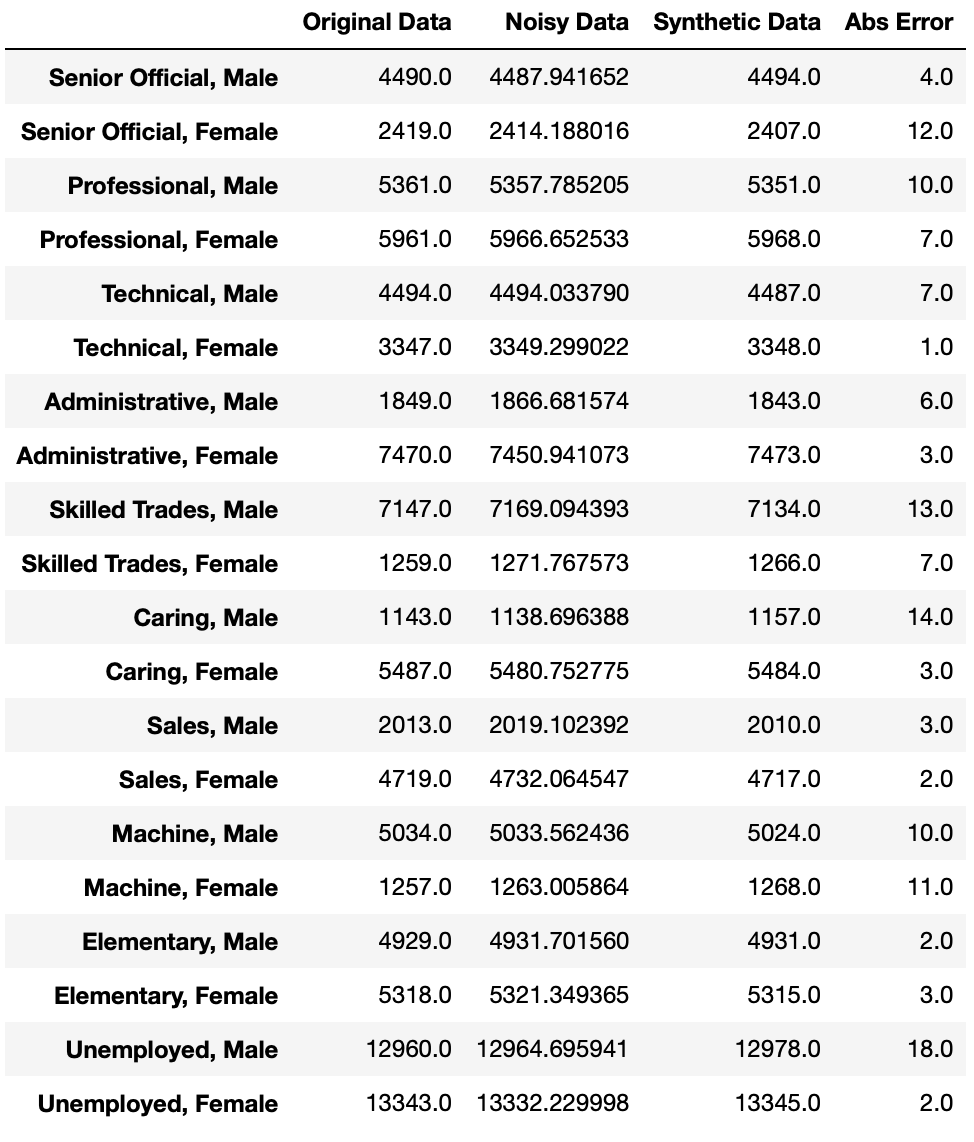 Original Data Noisy Data Synthetic Data Abs Error
Senior Official, Male 4490.0 4487.941652 4494.0 4.0
Senior Official, Female 2419.0 2414.188016 2407.0 12.0
Professional, Male 5361.0 5357.785205 5351.0 10.0
Professional, Female 5961.0 5966.652533 5968.0 7.0
Technical, Male 4494.0 4494.033790 4487.0 7.0
Technical, Female 3347.0 3349.299022 3348.0 1.0
Administrative, Male 1849.0 1866.681574 1843.0 6.0
Administrative, Female 7470.0 7450.941073 7473.0 3.0
Skilled Trades, Male 7147.0 7169.094393 7134.0 13.0
Skilled Trades, Female 1259.0 1271.767573 1266.0 7.0
Caring, Male 1143.0 1138.696388 1157.0 14.0
Caring, Female 5487.0 5480.752775 5484.0 3.0
Sales, Male 2013.0 2019.102392 2010.0 3.0
Sales, Female 4719.0 4732.064547 4717.0 2.0
Machine, Male 5034.0 5033.562436 5024.0 10.0
Machine, Female 1257.0 1263.005864 1268.0 11.0
Elementary, Male 4929.0 4931.701560 4931.0 2.0
Elementary, Female 5318.0 5321.349365 5315.0 3.0
Unemployed, Male 12960.0 12964.695941 12978.0 18.0
Unemployed, Female 13343.0 13332.229998 13345.0 2.0